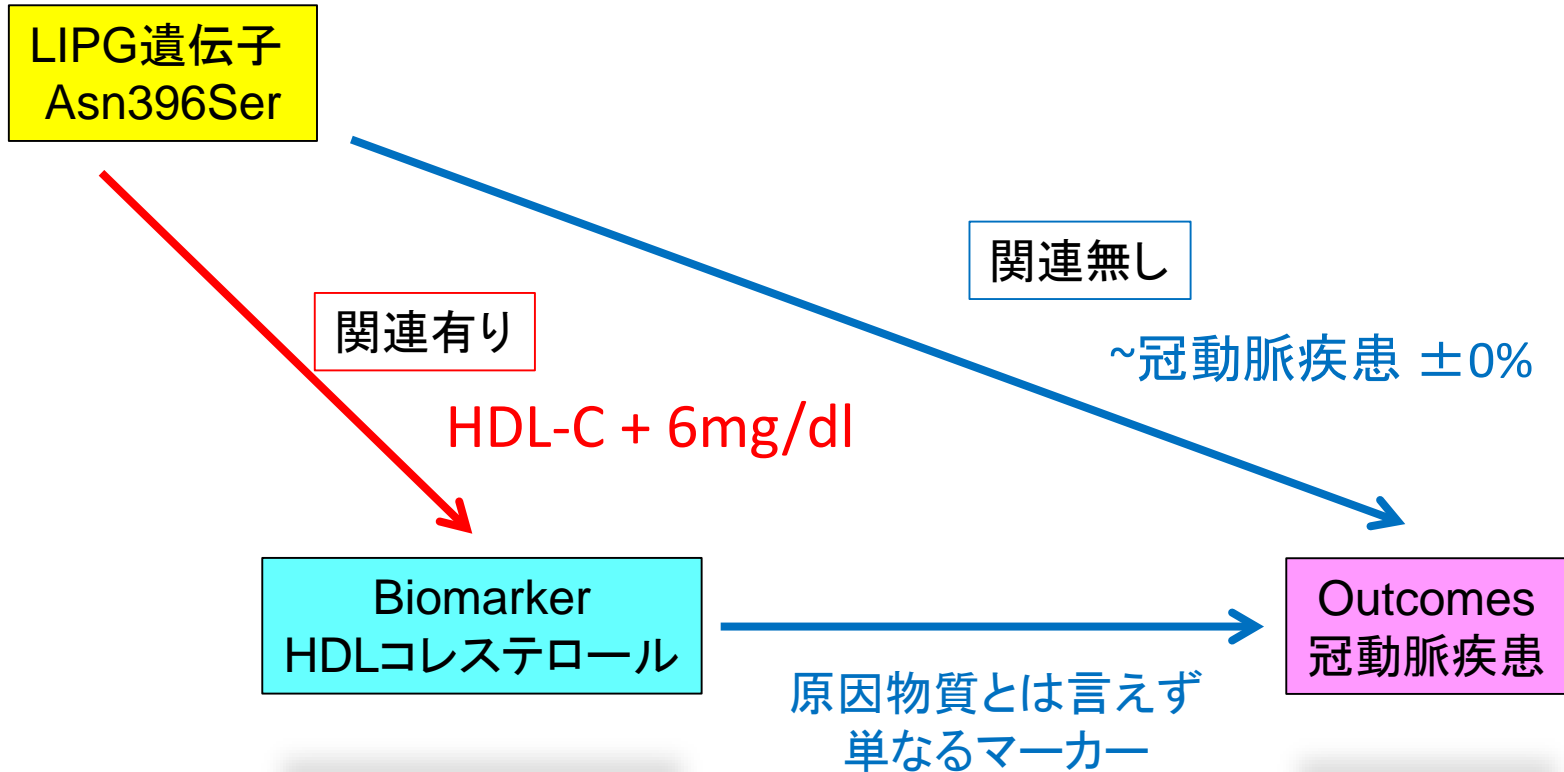 LIPG遺伝子
Asn396Ser
関連無し
関連有り
~冠動脈疾患 ±0%
HDL-C + 6mg/dl
Biomarker
HDLコレステロール
Outcomes
冠動脈疾患
原因物質とは言えず
単なるマーカー